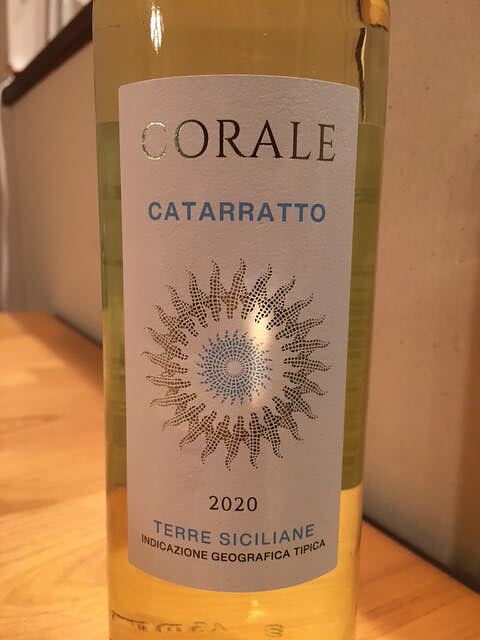 CORALE
CATARRATTO
2020
TERRE SICILIANE
INDICAZIONE GEOGRAFICA TIPICA